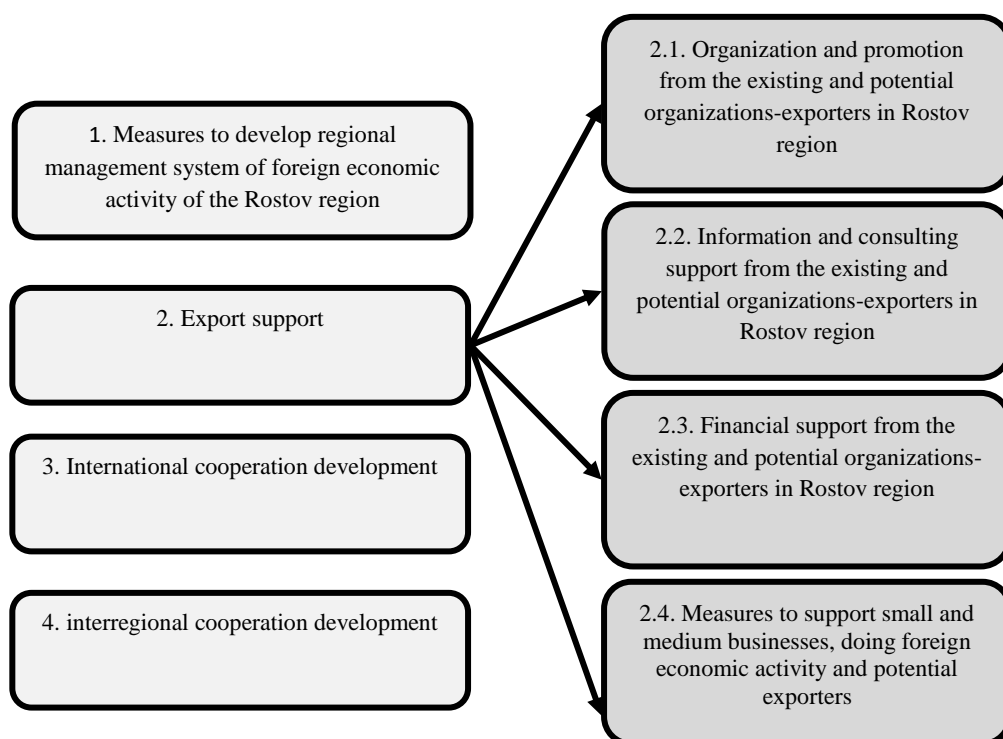 1. Measures to develop regional
management system of foreign economic
activity of the Rostov region
2. Export support
3. International cooperation development
4. interregional cooperation development
2.1. Organization and promotion
from the existing and potential
organizations-exporters in Rostov
region
2.2. Information and consulting
support from the existing and
potential organizations-exporters in
Rostov region
2.3. Financial support from the
existing and potential organizations-
exporters in Rostov region
2.4. Measures to support small and
medium businesses, doing foreign
economic activity and potential
exporters